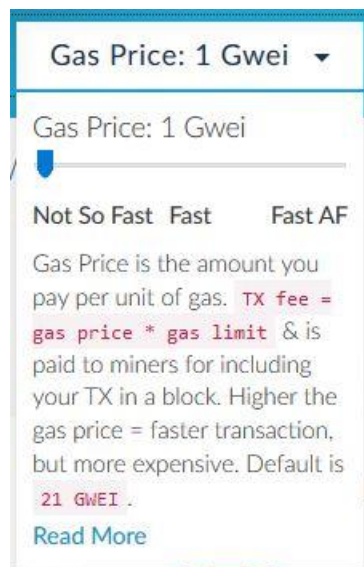 Gas Price: 1 Gwei
Gas Price: 1 Gwei
Not So Fast Fast Fast AF
Gas Price is the amount you
pay per unit of gas. TX fee =
gas price * gas limit & is
paid to miners for including
your TX in a block. Higher the
gas price = faster transaction,
but more expensive. Default is
21 GWEI .
Read More